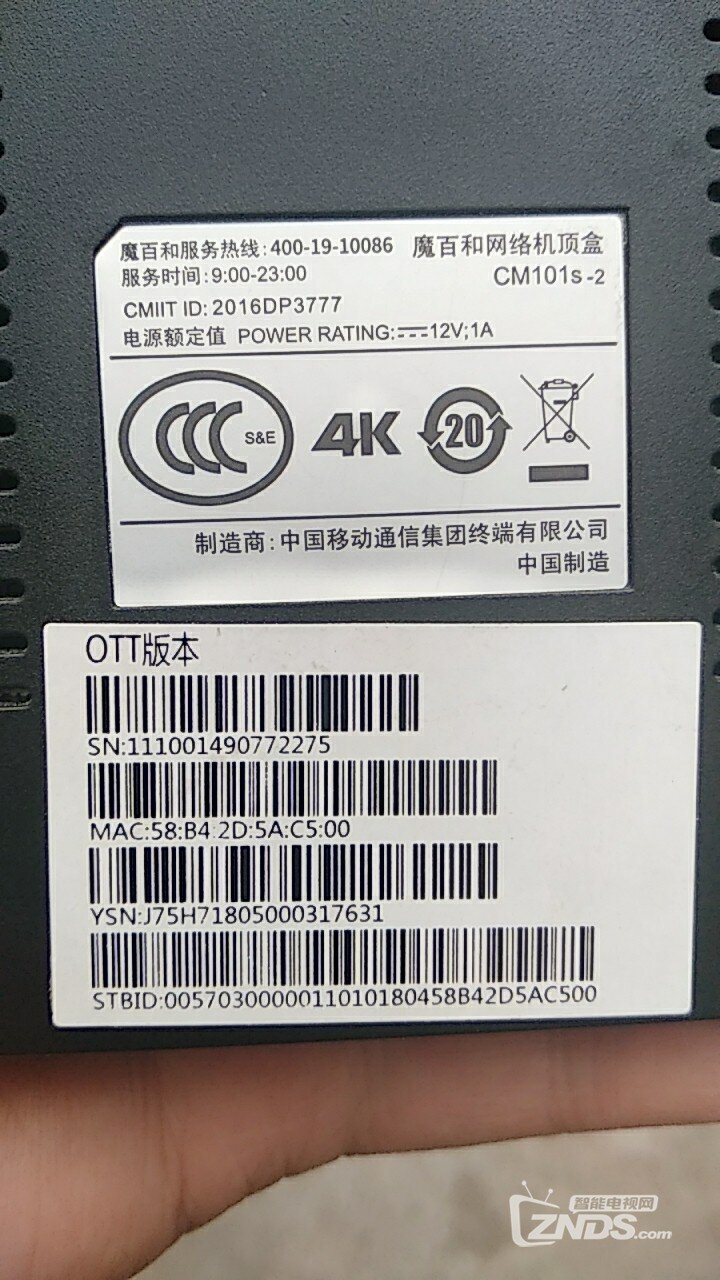 魔百和服务热线:400-19-10086 魔百和网络机顶盒
服务时间:9:00-23:00 CM101s-2
CMIIT ID: 2016DP3777
电源额定值 POWER RATING: 12V;1A
S&E
4K
20
制造商:中国移动通信集团终端有限公司
中国制造
OTT版本
SN:111001490772275
MAC:58:B4:2D:5A:C5:00
YSN:J75H71805000317631
STBID:0057030000011010180458B42D5AC500
智能电视网
ZNDS.com